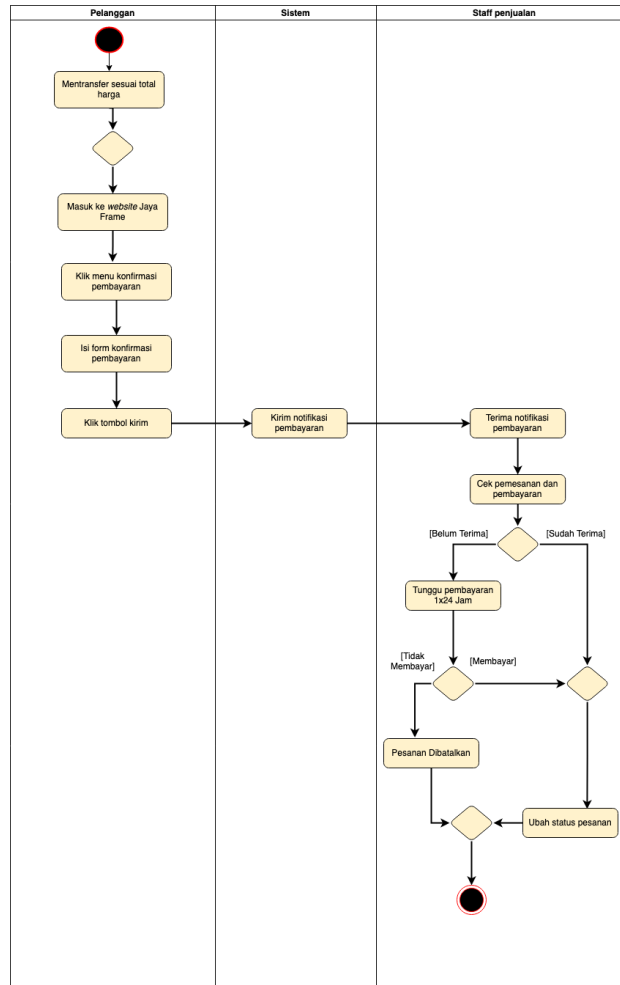 Pelanggan
Sistem
Staff penjualan
Mentransfer sesuai total
harga
Masuk ke website Jaya
Frame
Klik menu konfirmasi
pembayaran
Isi form konfirmasi
pembayaran
Klik tombol kirim
Kirim notifikasi
pembayaran
Terima notifikasi
pembayaran
Cek pemesanan dan
pembayaran
[Belum Terima]
[Sudah Terima]
Tunggu pembayaran
1x24 Jam
[Tidak
Membayar]
[Membayar]
Pesanan Dibatalkan
Ubah status pesanan